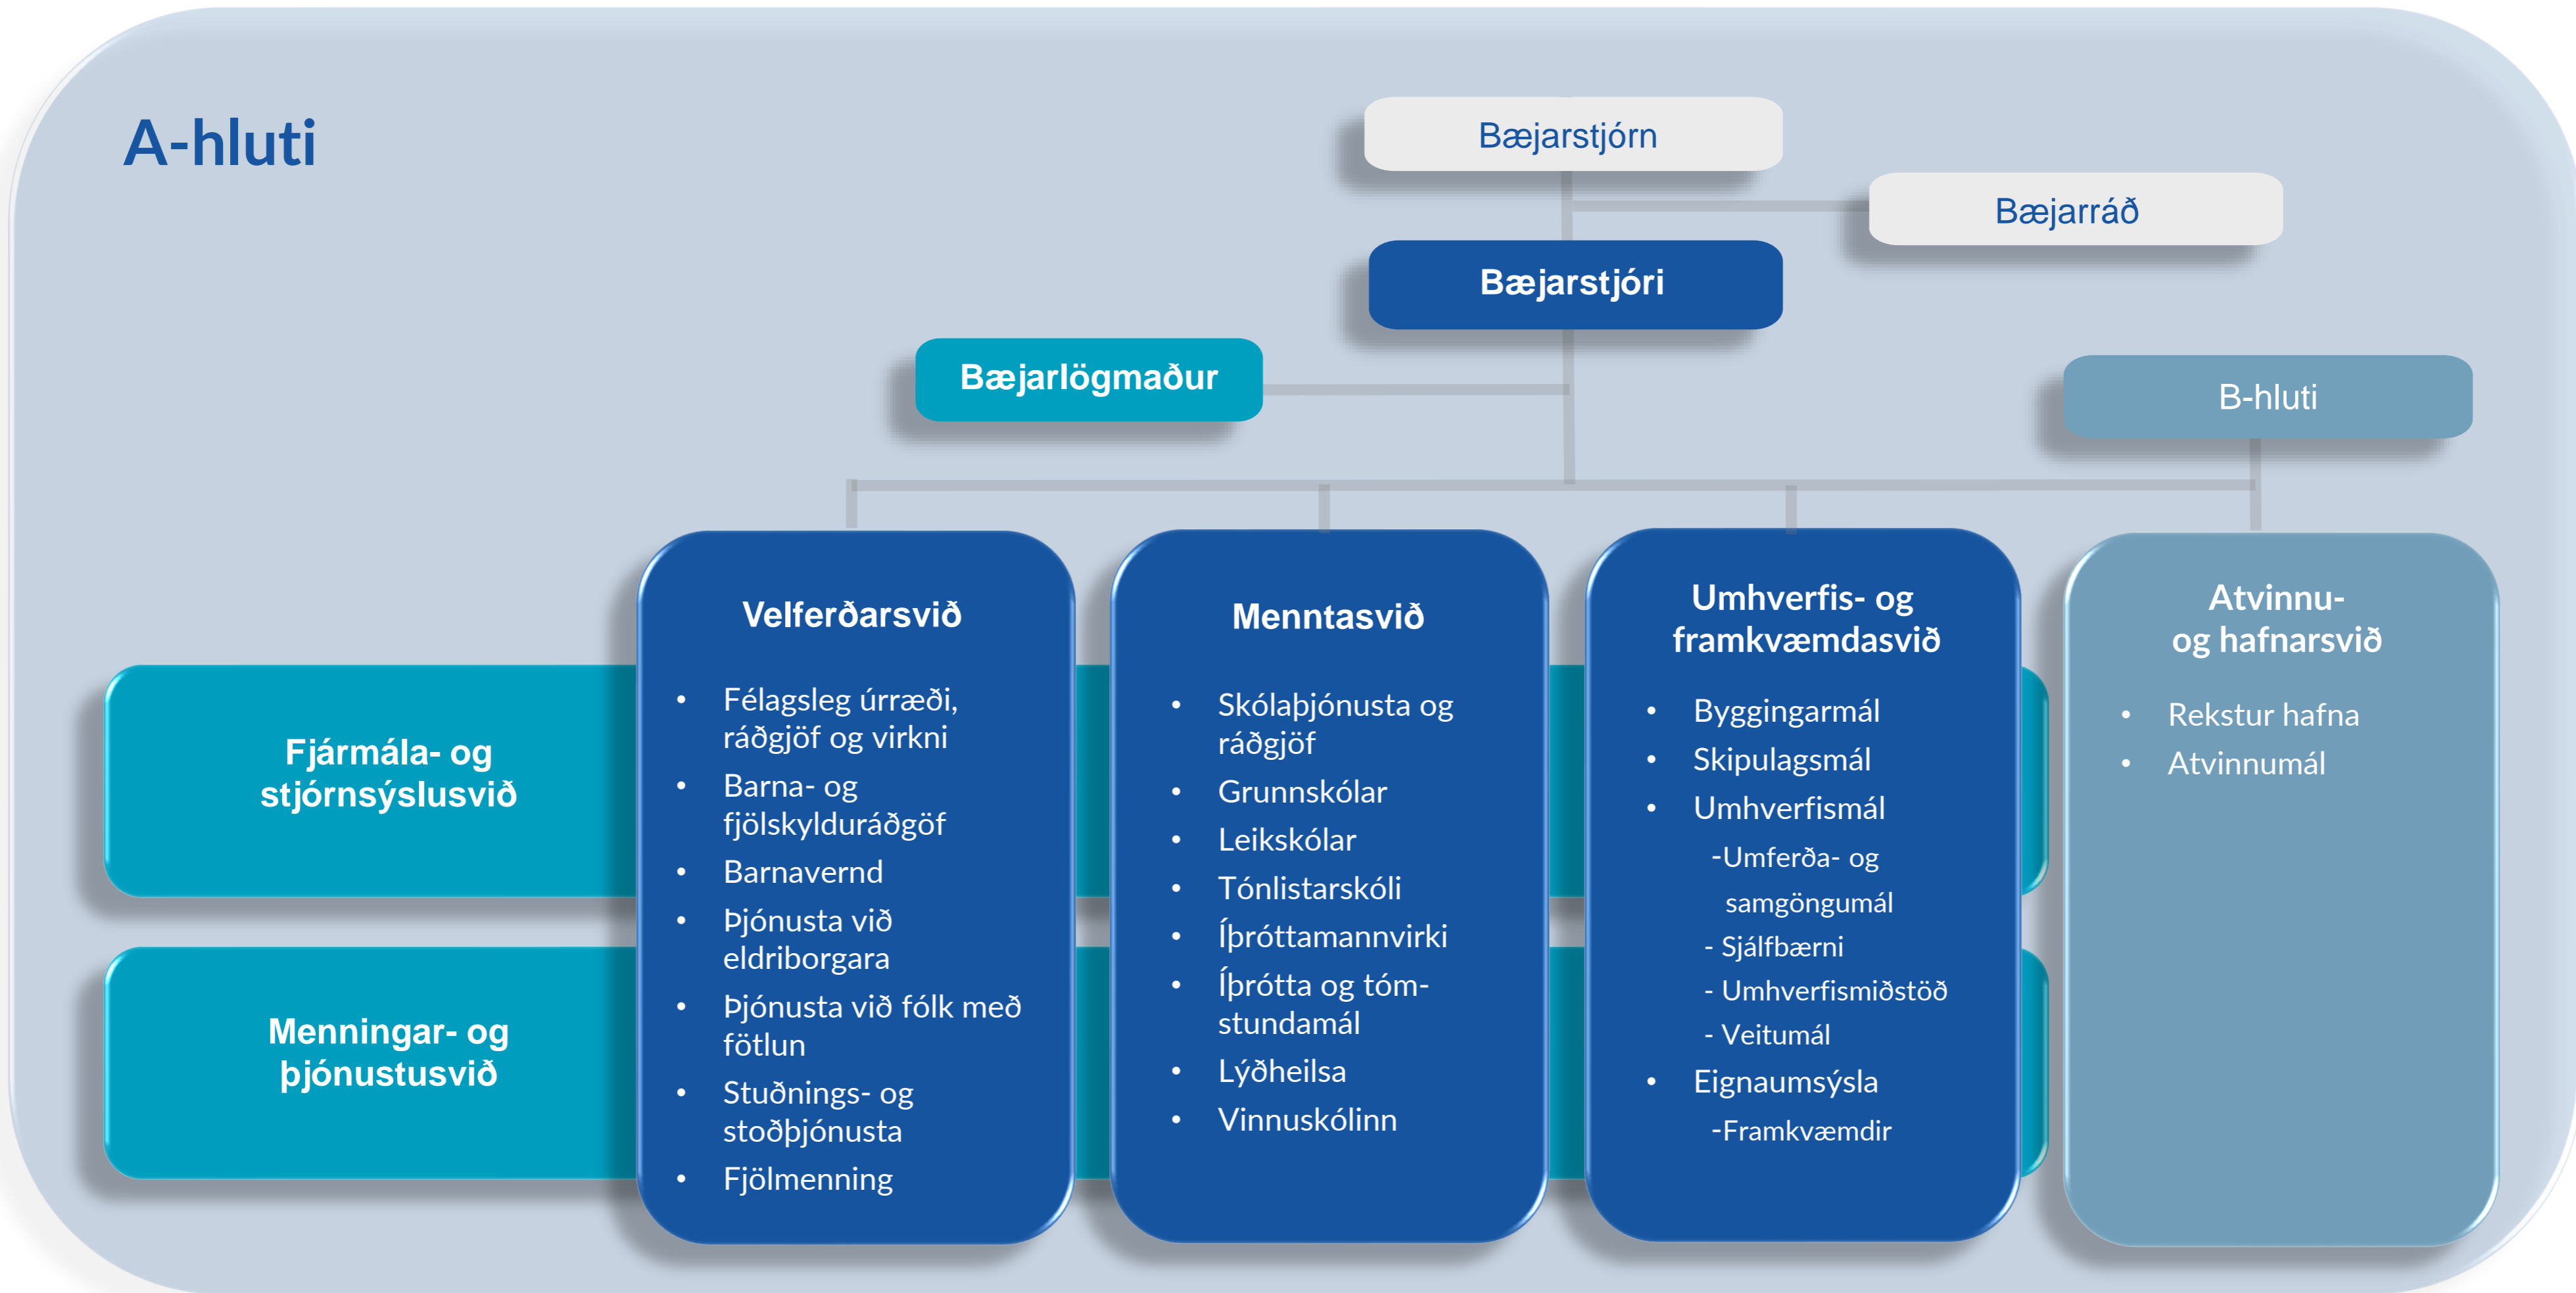 A-hluti
Bæjarstjórn
Bæjarráð
Bæjarstjóri
Bæjarlögmaður
B-hluti
Fjármála- og
stjórnsýslusvið
Menningar- og
þjónustusvið
Velferðarsvið
• Félagsleg úrræði,
ráðgjöf og virkni
• Barna- og
fjölskylduráðgöf
• Barnavernd
• Þjónusta við
eldriborgara
• Þjónusta við fólk með
fötlun
• Stuðnings- og
stoðþjónusta
• Fjölmenning
Menntasvið
• Skólaþjónusta og
ráðgjöf
• Grunnskólar
• Leikskólar
• Tónlistarskóli
• Íþróttamannvirki
• Íþrótta og tóm-
stundamál
• Lýðheilsa
• Vinnuskólinn
Umhverfis- og
framkvæmdasvið
• Byggingarmál
• Skipulagsmál
• Umhverfismál
-Umferða- og
samgöngumál
- Sjálfbærni
- Umhverfismiðstöð
- Veitumál
• Eignaumsýsla
-Framkvæmdir
Atvinnu-
og hafnarsvið
• Rekstur hafna
• Atvinnumál